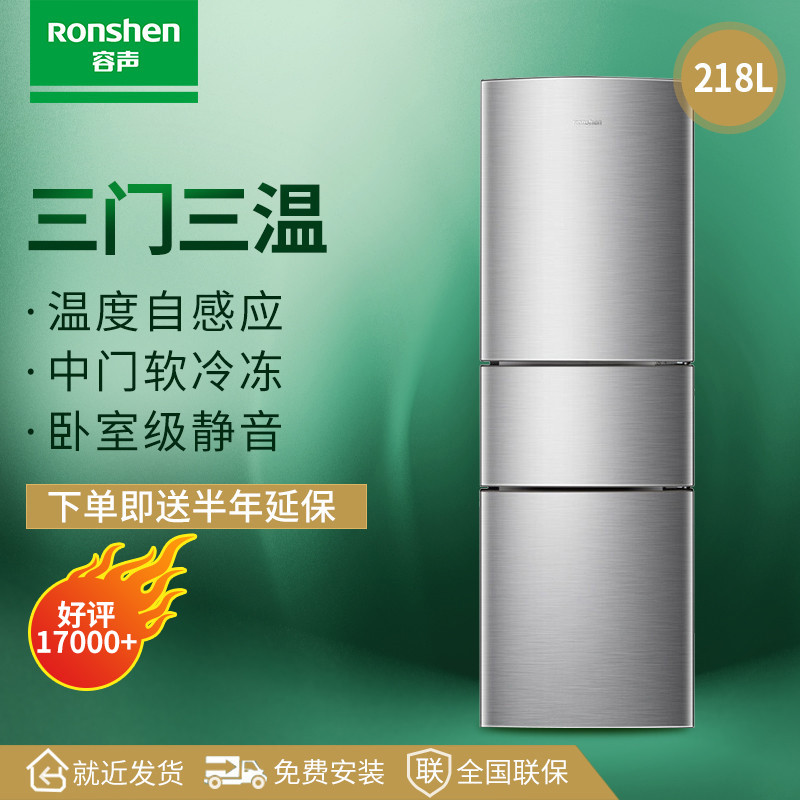 Ronshen
容声
218L
Ronshen
三门三温
·温度自感应
·中门软冷冻
·卧室级静音
下单即送半年延保
好评
17000+
就近发货
免费安装
联 全国联保